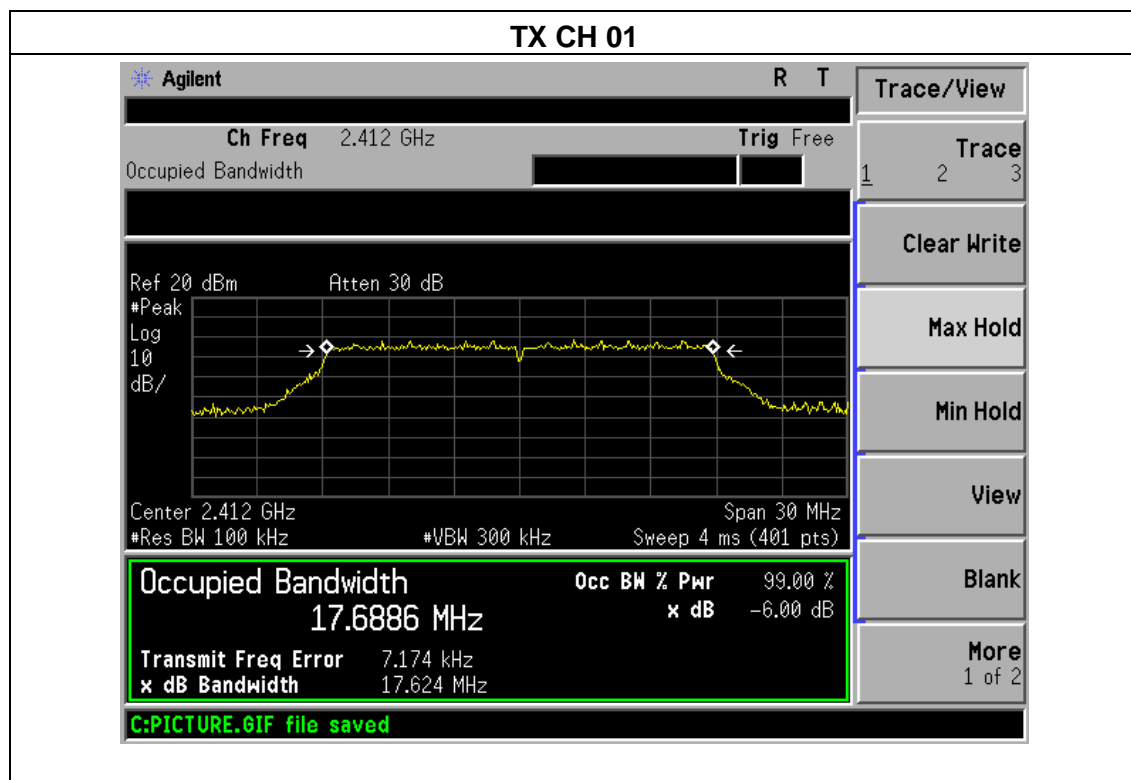 TX CH 01
Agilent
R T
Trace/View
Ch Freq 2.412 GHz
Trig Free
Occupied Bandwidth
Trace
1 2 3
Clear Write
Ref 20 dBm
Atten 30 dB
#Peak
Log
10
dB/
Max Hold
Min Hold
View
Center 2.412 GHz
Span 30 MHz
#Res BW 100 kHz
#VBW 300 kHz
Sweep 4 ms (401 pts)
Occupied Bandwidth
17.6886 MHz
Occ BW % Pwr 99.00 %
x dB -6.00 dB
Blank
Transmit Freq Error 7.174 kHz
x dB Bandwidth 17.624 MHz
More
1 of 2
C:PICTURE.GIF file saved